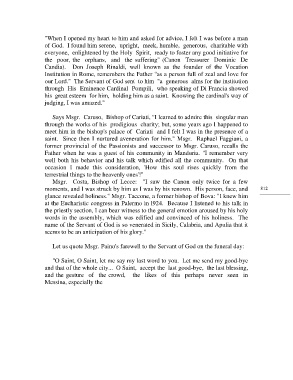 "When I opened my heart to him and asked for advice, I felt I was before a man
of God. I found him serene, upright, meek, humble, generous, charitable with
everyone, enlightened by the Holy Spirit, ready to foster any good initiative for
the poor, the orphans, and the suffering" (Canon Treasurer Dominic De
Candia). Don Joseph Rinaldi, well known as the founder of the Vocation
Institution in Rome, remembers the Father "as a person full of zeal and love for
our Lord." The Servant of God sent to him "a generous alms for the institution
through His Eminence Cardinal Pompili, who speaking of Di Francia showed
his great esteem for him, holding him as a saint. Knowing the cardinal's way of
judging, I was amazed."
Says Msgr. Caruso, Bishop of Cariati, "I learned to admire this singular man
through the works of his prodigious charity; but, some years ago I happened to
meet him in the bishop's palace of Cariati and I felt I was in the presence of a
saint. Since then I nurtured veneration for him." Msgr. Raphael Faggiani, a
former provincial of the Passionists and successor to Msgr. Caruso, recalls the
Father when he was a guest of his community in Manduria. "I remember very
well both his behavior and his talk which edified all the community. On that
occasion I made this consideration, 'How this soul rises quickly from the
terrestrial things to the heavenly ones!'"
Msgr. Costa, Bishop of Lecce: "I saw the Canon only twice for a few
moments, and I was struck by him as I was by his renown. His person, face, and
glance revealed holiness." Msgr. Taccone, a former bishop of Bova: "I knew him
at the Eucharistic congress in Palermo in 1924. Because I listened to his talk in
the priestly section, I can bear witness to the general emotion aroused by his holy
words in the assembly, which was edified and convinced of his holiness. The
name of the Servant of God is so venerated in Sicily, Calabria, and Apulia that it
seems to be an anticipation of his glory."
Let us quote Msgr. Paino's farewell to the Servant of God on the funeral day:
"O Saint, O Saint, let me say my last word to you. Let me send my good-bye
and that of the whole city... O Saint, accept the last good-bye, the last blessing,
and the gesture of the crowd, the likes of this perhaps never seen in
Messina, especially the